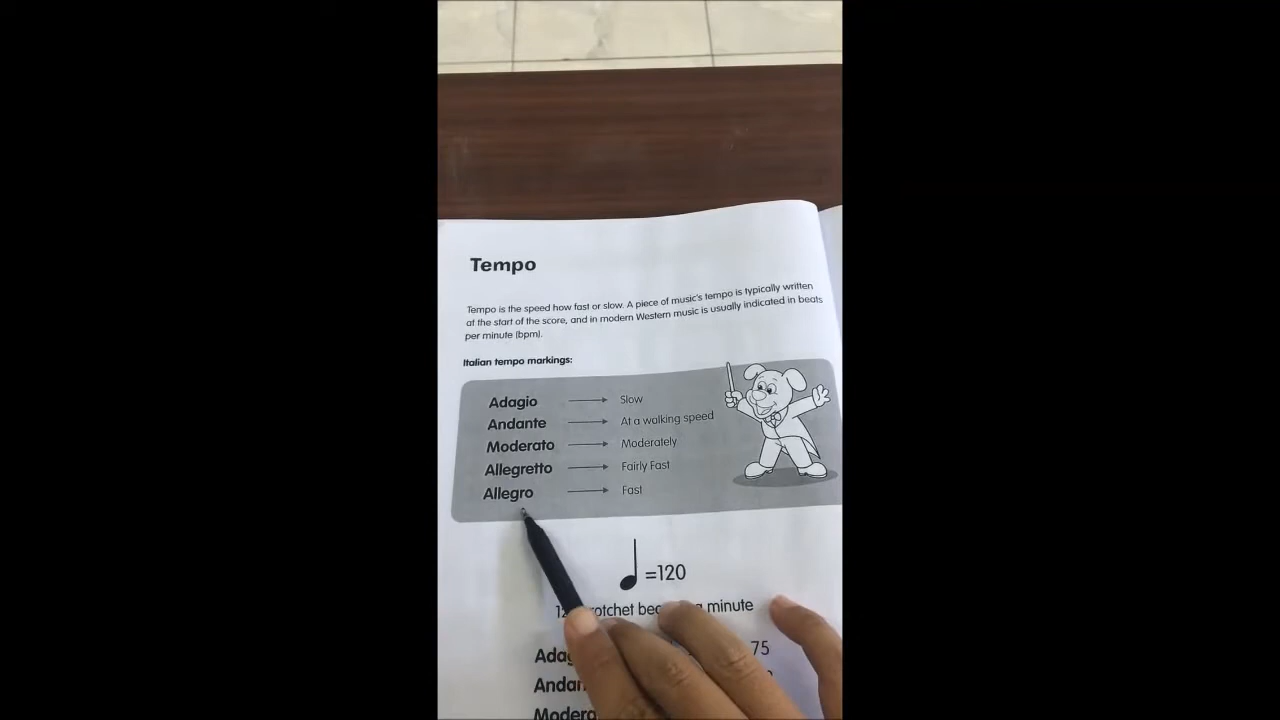 Tempo
Tempo is the speed how fast or slow. A piece of music's tempo is typically written
at the start of the score, and in modern Western music is usually indicated in beats
per minute (bpm).
Italian tempo markings:
Adagio → Slow
Andante → At a walking speed
Moderato → Moderately
Allegretto → Fairly Fast
Allegro → Fast
=120
minute
75